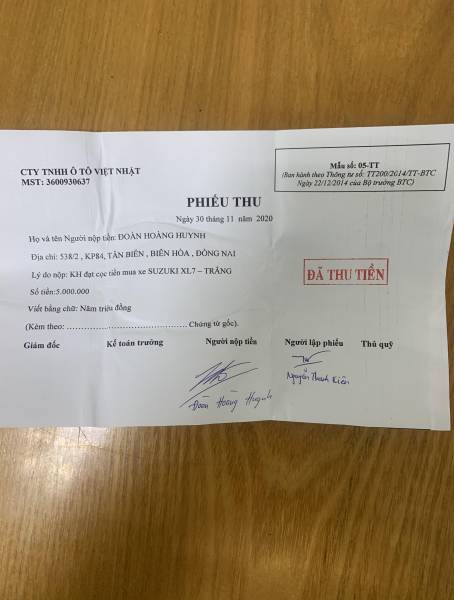 CTY TNHH Ô TÔ VIỆT NHẬT
MST: 3600930637
Mẫu số: 05-TT
(Ban hành theo Thông tư số: TT200/2014/TT-BTC
Ngày 22/12/2014 của Bộ trưởng BTC)
PHIẾU THU
Ngày 30 tháng 11 năm 2020
Họ và tên Người nộp tiền: ĐOÀN HOÀNG HUYNH
Địa chỉ: 538/2 , KP84, TÂN BIÊN , BIÊN HÒA , ĐỒNG NAI
Lý do nộp: KH đặt cọc tiền mua xe SUZUKI XL7 – TRẮNG
Số tiền:5.000.000
Viết bằng chữ: Năm triệu đồng
(Kèm theo: ............................................. Chứng từ gốc).
ĐÃ THU TIỀN
Giám đốc Kế toán trưởng Người nộp tiền Người lập phiếu Thủ quỹ
Đoàn Hoàng Huynh
Nguyễn Thanh Kiên